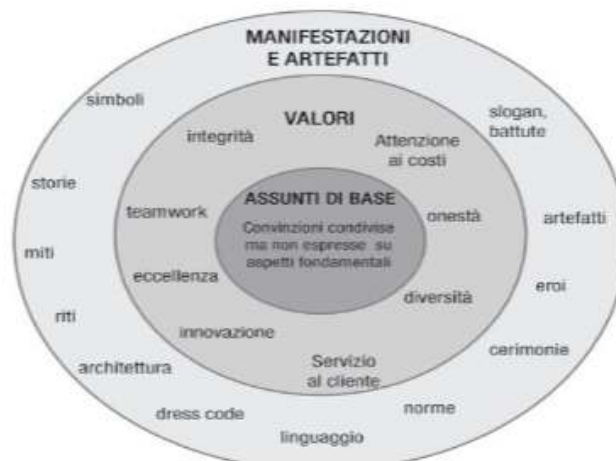 MANIFESTAZIONI
E ARTEFATTI
simboli
slogan,
battute
VALORI
integrità
Attenzione
ai costi
storie
ASSUNTI DI BASE
teamwork
onestà
artefatti
Convinzioni condivise
ma non espresse su
aspetti fondamentali
miti
eccellenza
eroi
diversità
riti
innovazione
cerimonie
architettura
Servizio
al cliente
dress code
norme
linguaggio